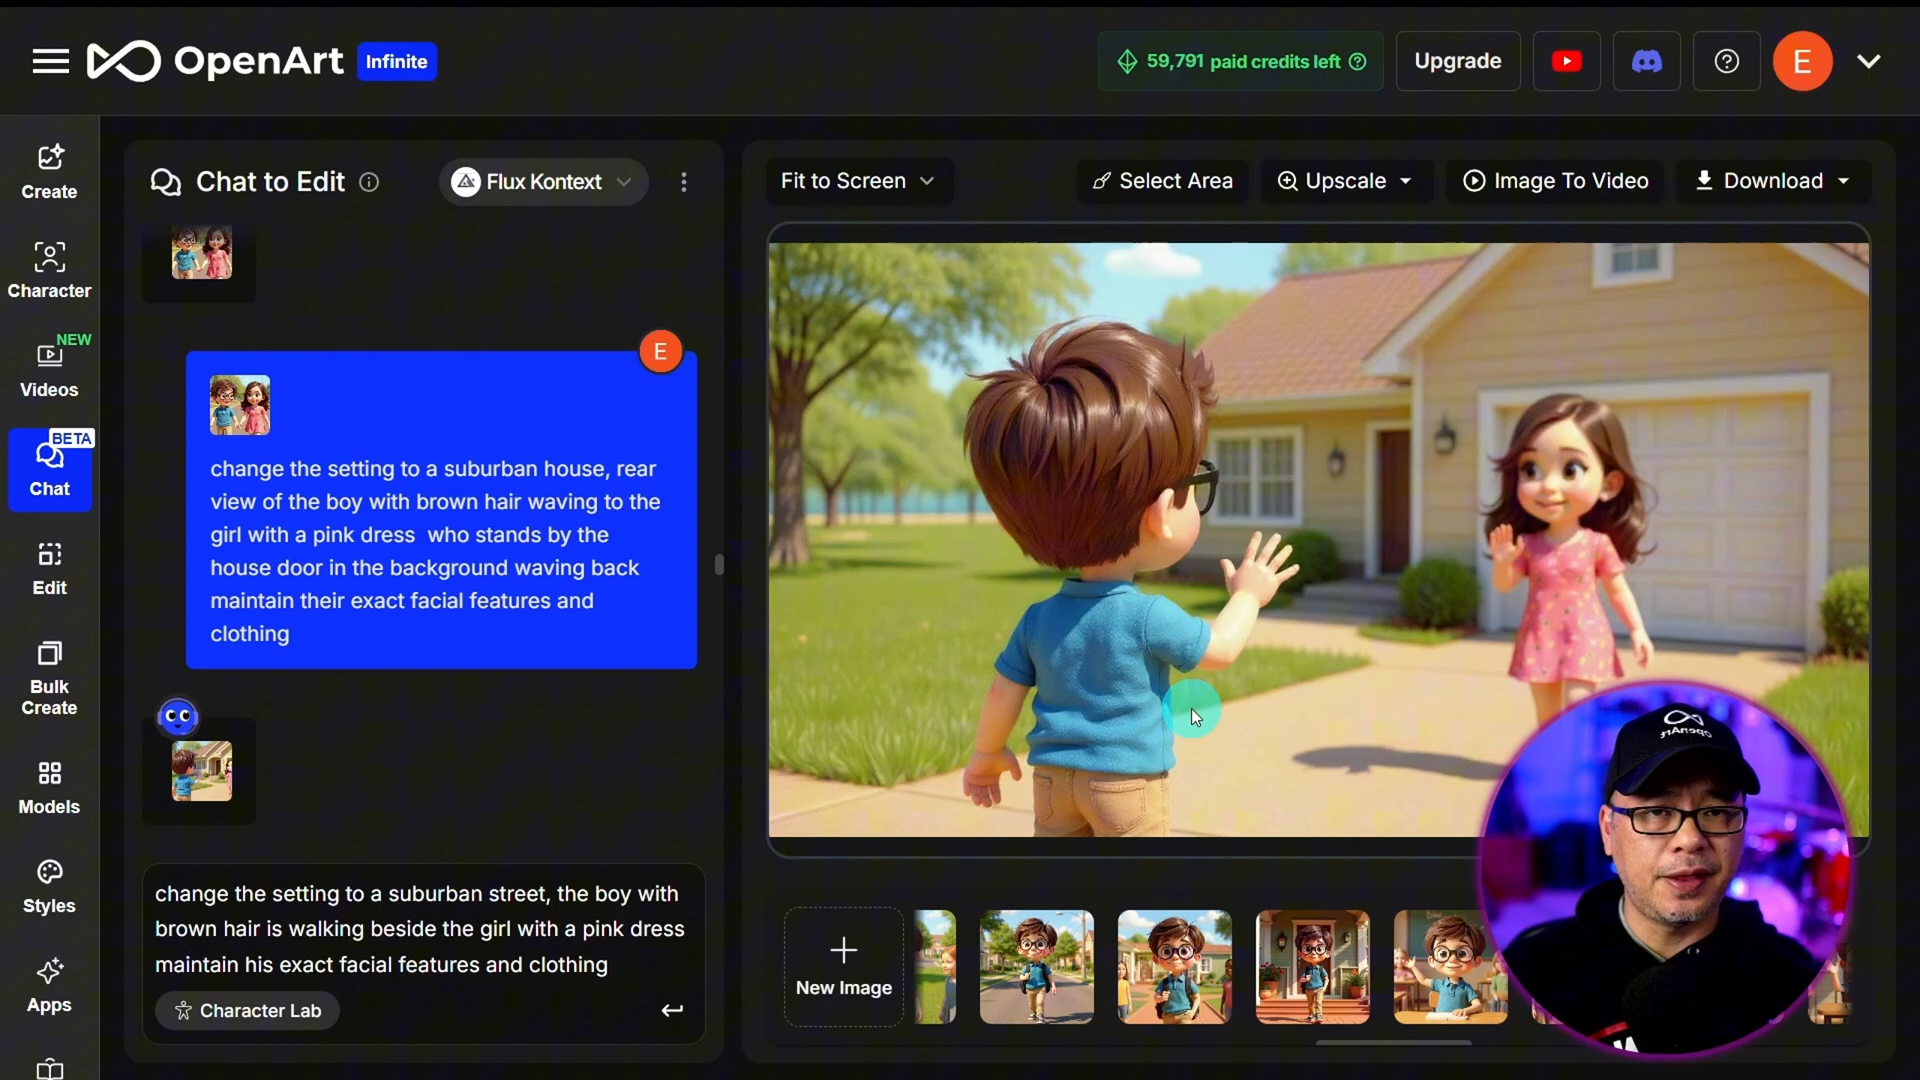 OpenArt
Infinite
59,791 paid credits left
Upgrade
E
Create
Character
NEW
Videos
BETA
Chat
Edit
Bulk
Create
Models
Styles
Apps
Chat to Edit
Flux Kontext
E
change the setting to a suburban house, rear
view of the boy with brown hair waving to the
girl with a pink dress  who stands by the
house door in the background waving back
maintain their exact facial features and
clothing
change the setting to a suburban street, the boy with
brown hair is walking beside the girl with a pink dress
maintain his exact facial features and clothing
Character Lab
Fit to Screen
Select Area
Upscale
Image To Video
Download
New Image
OpenArt